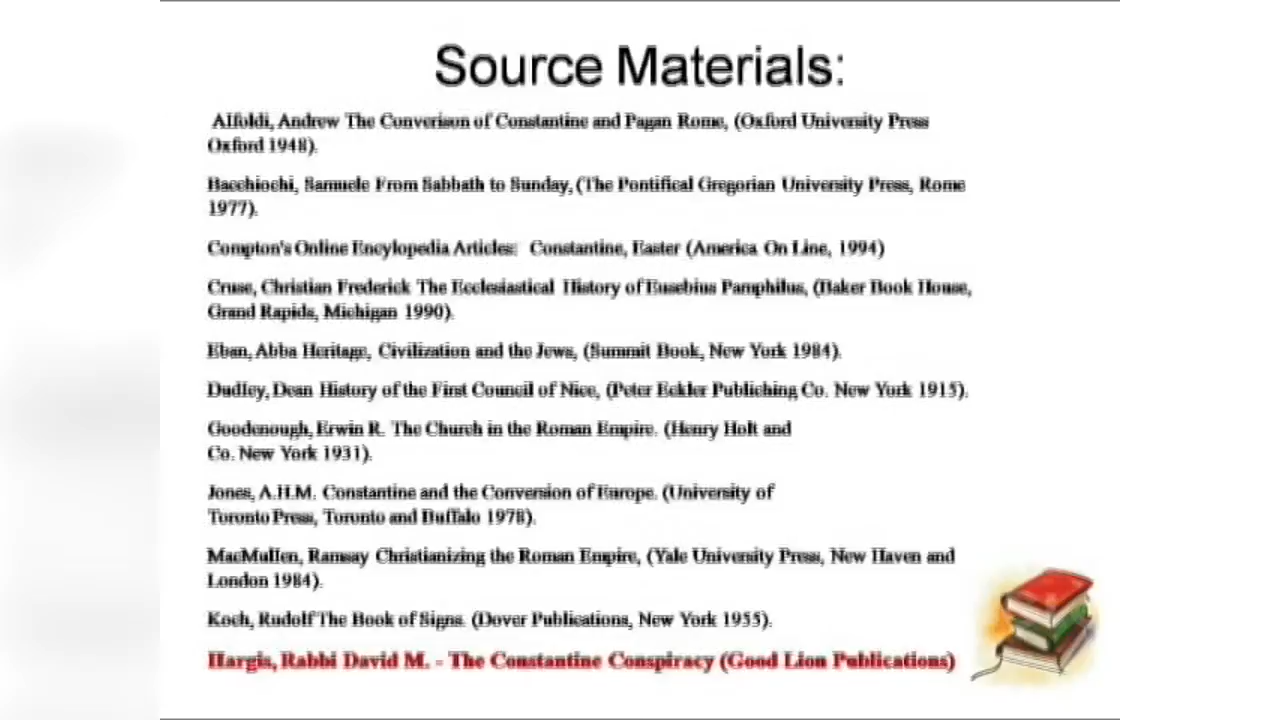 Source Materials:
Alfoldi, Andrew The Converison of Constantine and Pagan Rome, (Oxford University Press
Oxford 1948).
Bacchiochi, Samuele From Sabbath to Sunday, (The Pontifical Gregorian University Press, Rome
1977).
Compton's Online Encylopedia Articles: Constantine, Easter (America On Line, 1994)
Cruse, Christian Frederick The Ecclesiastical History of Eusebius Pamphilus, (Baker Book House,
Grand Rapids, Michigan 1990).
Eban, Abba Heritage, Civilization and the Jews, (Summit Book, New York 1984).
Dudley, Dean History of the First Council of Nice, (Peter Eckler Publiching Co. New York 1915).
Goodenough, Erwin R. The Church in the Roman Empire. (Henry Holt and
Co. New York 1931).
Jones, A.H.M. Constantine and the Conversion of Europe. (University of
Toronto Press, Toronto and Buffalo 1978).
MacMullen, Ramsay Christianizing the Roman Empire, (Yale University Press, New Haven and
London 1984).
Koch, Rudolf The Book of Signs. (Dover Publications, New York 1955).
Hargis, Rabbi David M. - The Constantine Conspiracy (Good Lion Publications)